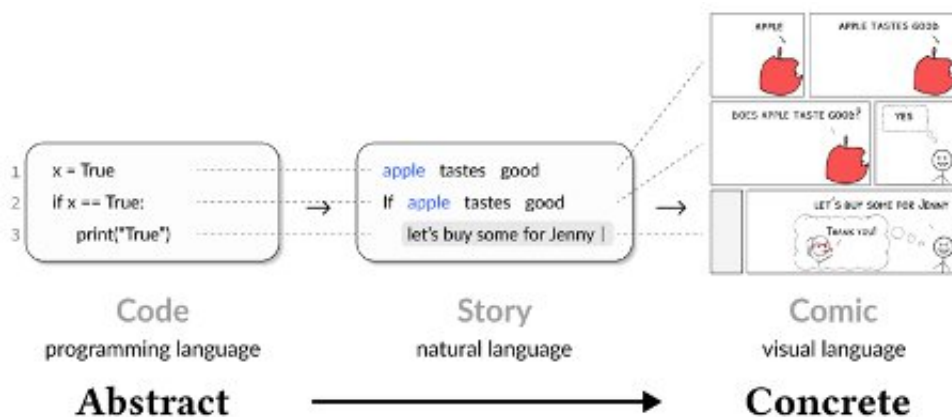 1 x = True
2 if x == True:
3 print("True")
apple tastes good
If apple tastes good
let's buy some for Jenny
APPLE
APPLE TASTES GOOD
DOES APPLE TASTE GOOD?
YES
LET'S BUY SOME FOR JENNY
THANK YOU!
Code
programming language
Story
natural language
Comic
visual language
Abstract
Concrete